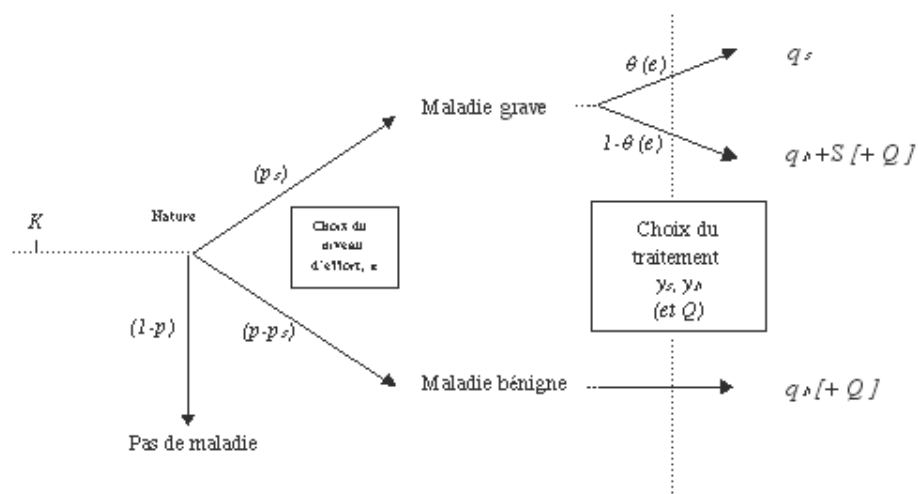 θ (e)
q s
Maladie grave
1-θ (e)
q h + S [+ Q ]
(p s)
K
Nature
Choix du
niveau
d'effort, e
Choix du
traitement
y s, y h
(et Q)
(1-p)
(p-p s)
Maladie bénigne
q h [+ Q ]
Pas de maladie